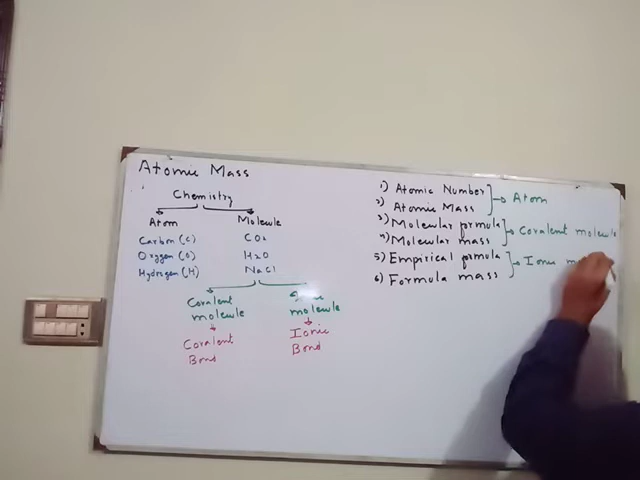 Atomic Mass
Chemistry
Atom Molecule
Carbon (C) CO2
Oxygen (O) H2O
Hydrogen (H) NaCl
Covalent
molecule molecule
Covalent Ionic
Bond Bond
1) Atomic Number
2) Atomic Mass
Atom
3) Molecular formula
4) Molecular mass
Covalent molecule
5) Empirical formula
6) Formula mass
Ionic